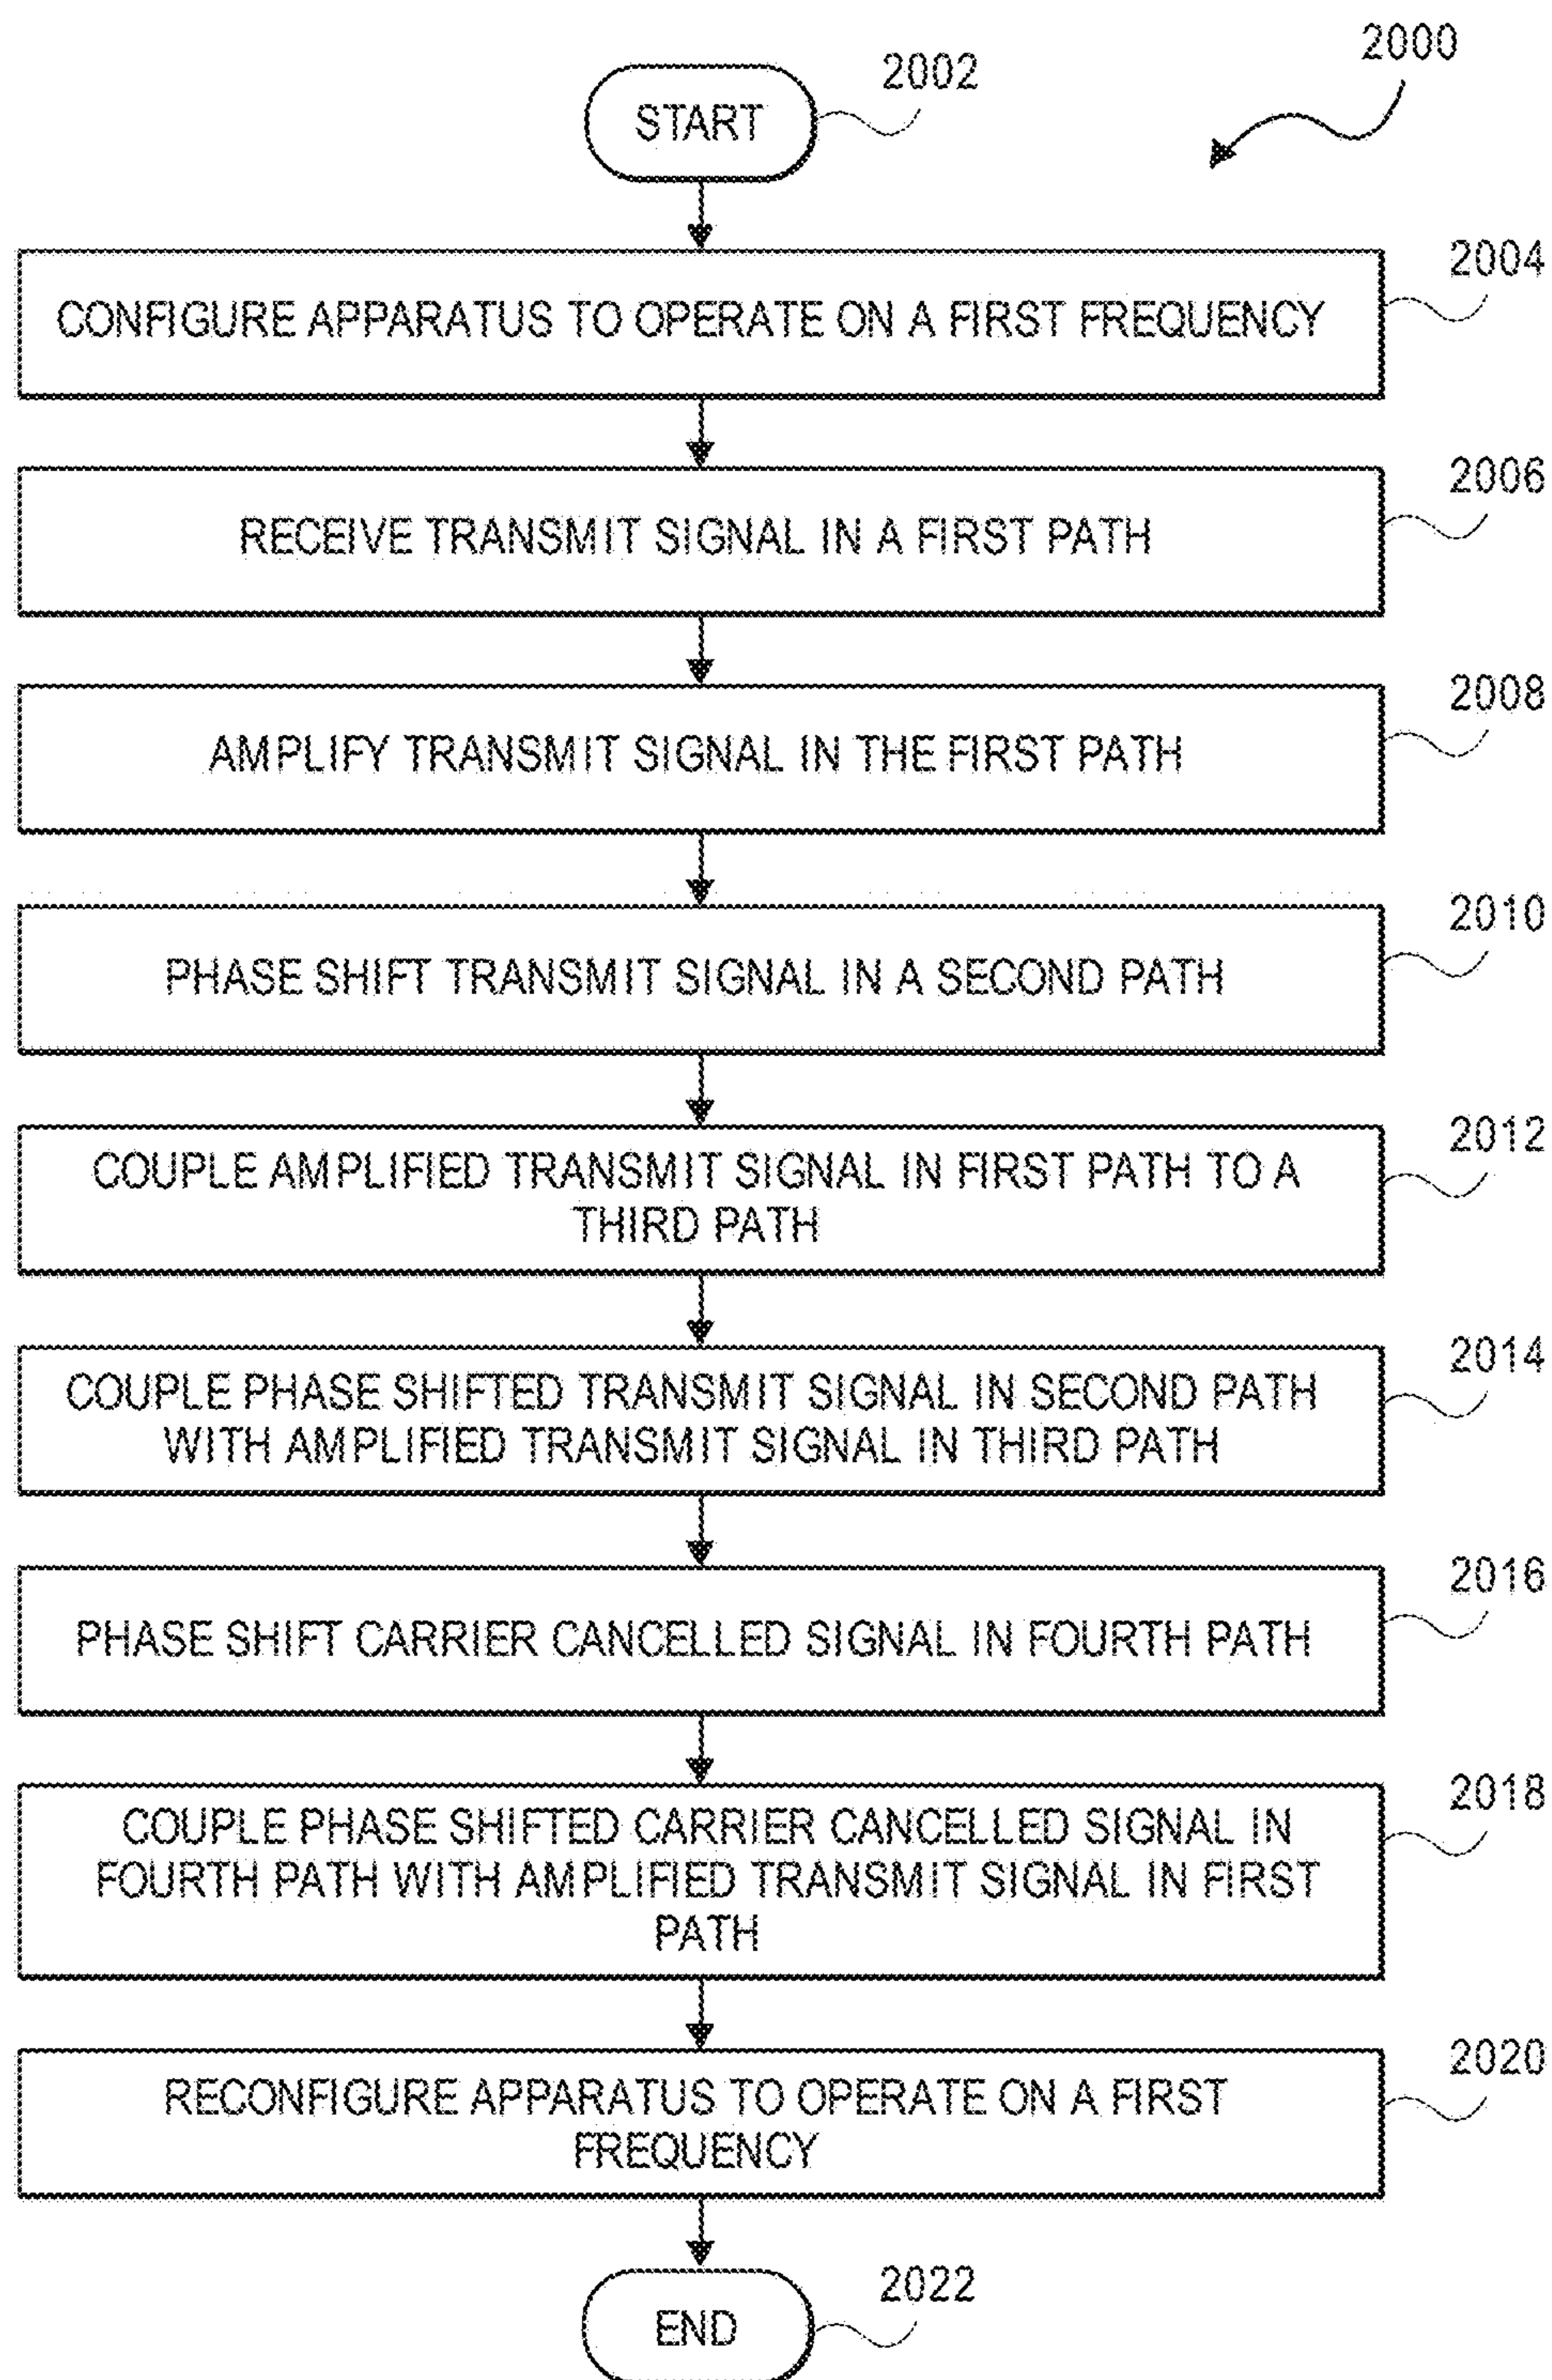 2000
START
2002
CONFIGURE APPARATUS TO OPERATE ON A FIRST FREQUENCY
2004
RECEIVE TRANSMIT SIGNAL IN A FIRST PATH
2006
AMPLIFY TRANSMIT SIGNAL IN THE FIRST PATH
2008
PHASE SHIFT TRANSMIT SIGNAL IN A SECOND PATH
2010
COUPLE AMPLIFIED TRANSMIT SIGNAL IN FIRST PATH TO A
THIRD PATH
2012
COUPLE PHASE SHIFTED TRANSMIT SIGNAL IN SECOND PATH
WITH AMPLIFIED TRANSMIT SIGNAL IN THIRD PATH
2014
PHASE SHIFT CARRIER CANCELLED SIGNAL IN FOURTH PATH
2016
COUPLE PHASE SHIFTED CARRIER CANCELLED SIGNAL IN
FOURTH PATH WITH AMPLIFIED TRANSMIT SIGNAL IN FIRST
PATH
2018
RECONFIGURE APPARATUS TO OPERATE ON A FIRST
FREQUENCY
2020
END
2022